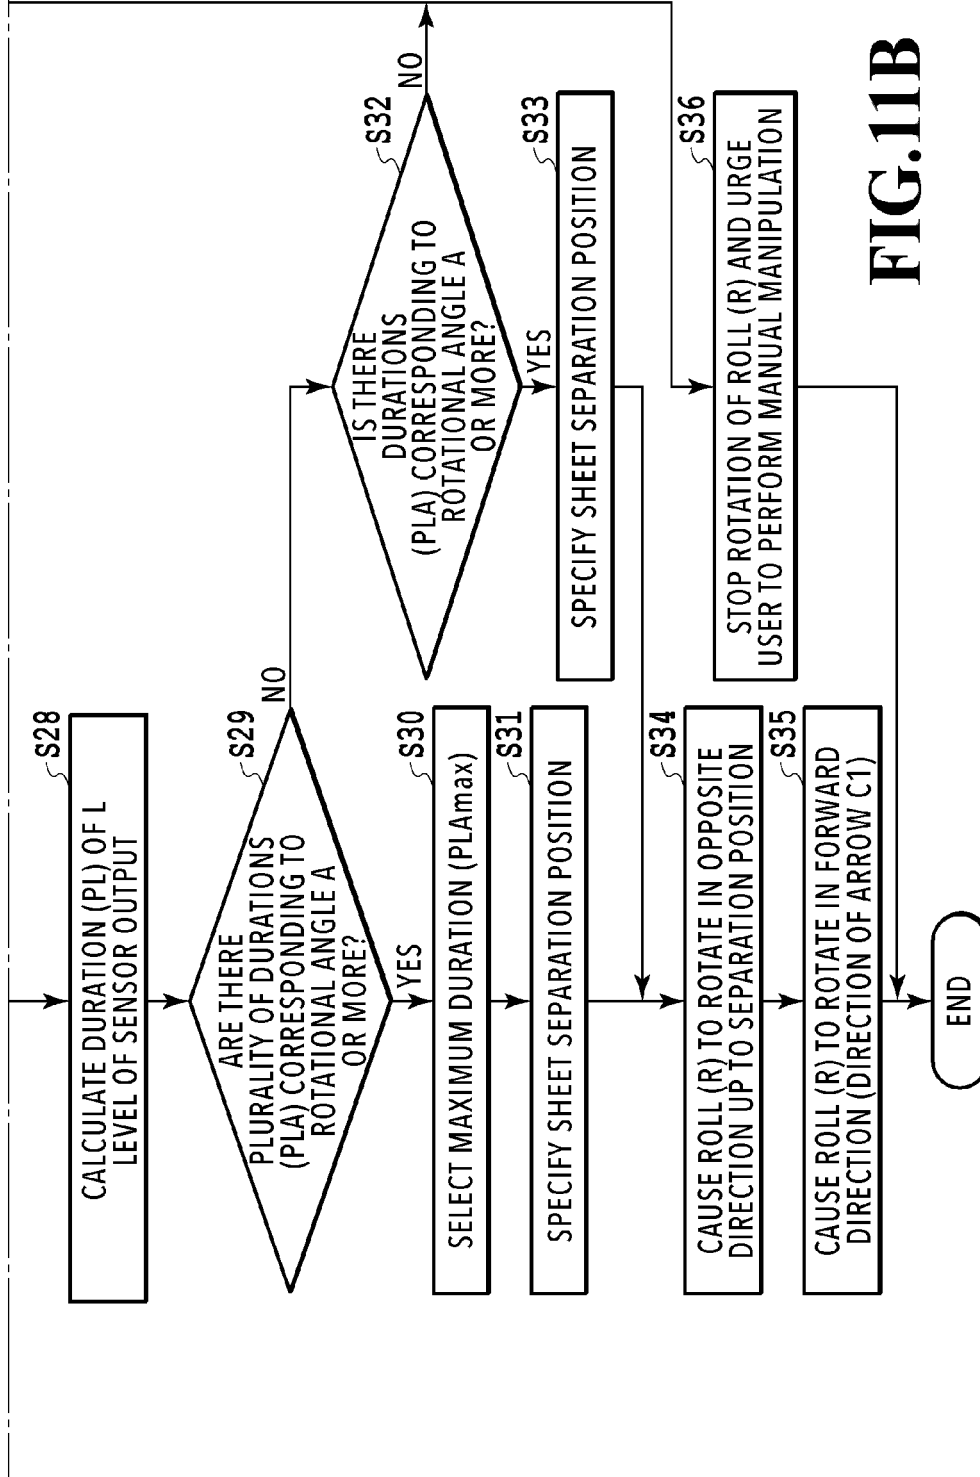 S28
CALCULATE DURATION (PL) OF L
LEVEL OF SENSOR OUTPUT
S29
ARE THERE
PLURALITY OF DURATIONS
(PLA) CORRESPONDING TO
ROTATIONAL ANGLE A
OR MORE?
NO
YES
S30
SELECT MAXIMUM DURATION (PLAmax)
S31
SPECIFY SHEET SEPARATION POSITION
S32
IS THERE
DURATIONS
(PLA) CORRESPONDING TO
ROTATIONAL ANGLE A
OR MORE?
NO
YES
S33
SPECIFY SHEET SEPARATION POSITION
S34
CAUSE ROLL (R) TO ROTATE IN OPPOSITE
DIRECTION UP TO SEPARATION POSITION
S35
CAUSE ROLL (R) TO ROTATE IN FORWARD
DIRECTION (DIRECTION OF ARROW C1)
S36
STOP ROTATION OF ROLL (R) AND URGE
USER TO PERFORM MANUAL MANIPULATION
END
FIG.11B